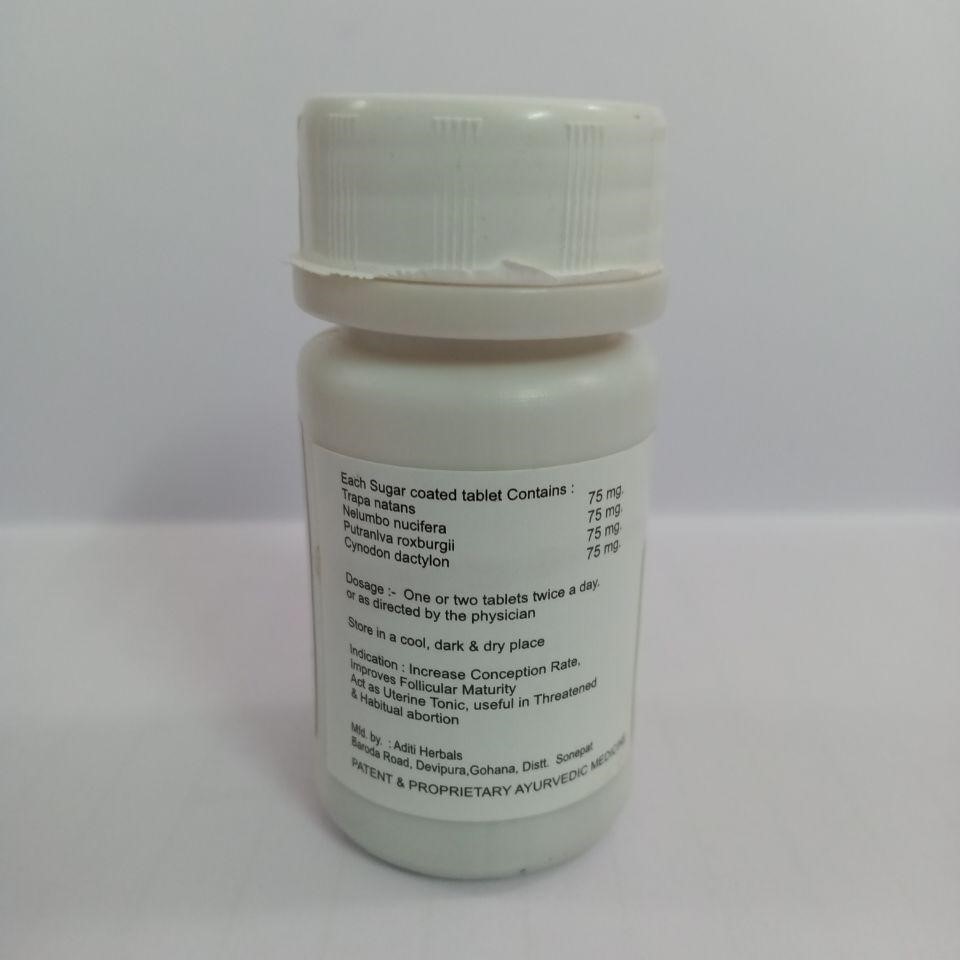 Each Sugar coated tablet Contains :
Trapa natans 75 mg.
Nelumbo nucifera 75 mg.
Putraniva roxburgii 75 mg.
Cynodon dactylon 75 mg.
Dosage :- One or two tablets twice a day.
or as directed by the physician
Store in a cool, dark & dry place
Indication : Increase Conception Rate,
Improves Follicular Maturity
Act as Uterine Tonic, useful in Threatened
& Habitual abortion
Mfd. by. : Aditi Herbals
Baroda Road, Devipura,Gohana, Distt. Sonepat
PATENT & PROPRIETARY AYURVEDIC MEDICINE